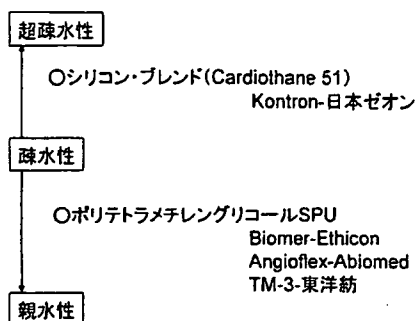 超疎水性
○シリコン・ブレンド(Cardiothane 51)
Kontron-日本ゼオン
疎水性
○ポリテトラメチレングリコールSPU
Biomer-Ethicon
Angioflex-Abiomed
TM-3-東洋紡
親水性